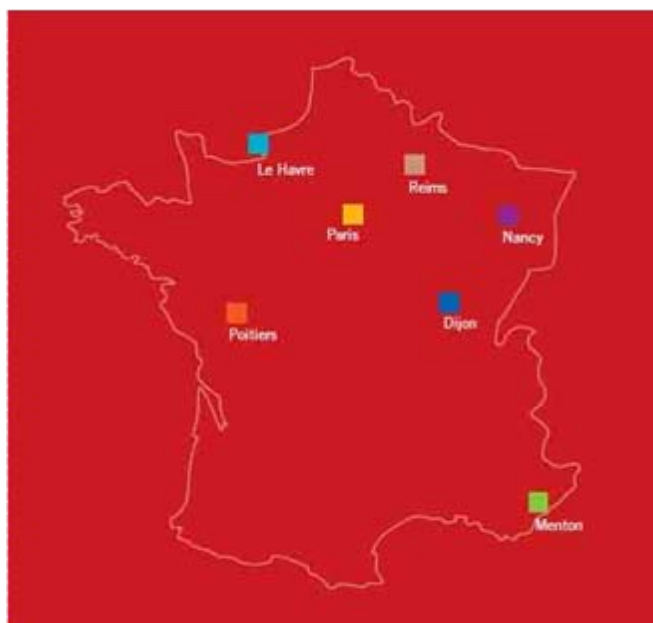 Le Havre
Reims
Paris
Nancy
Dijon
Poitiers
Menton